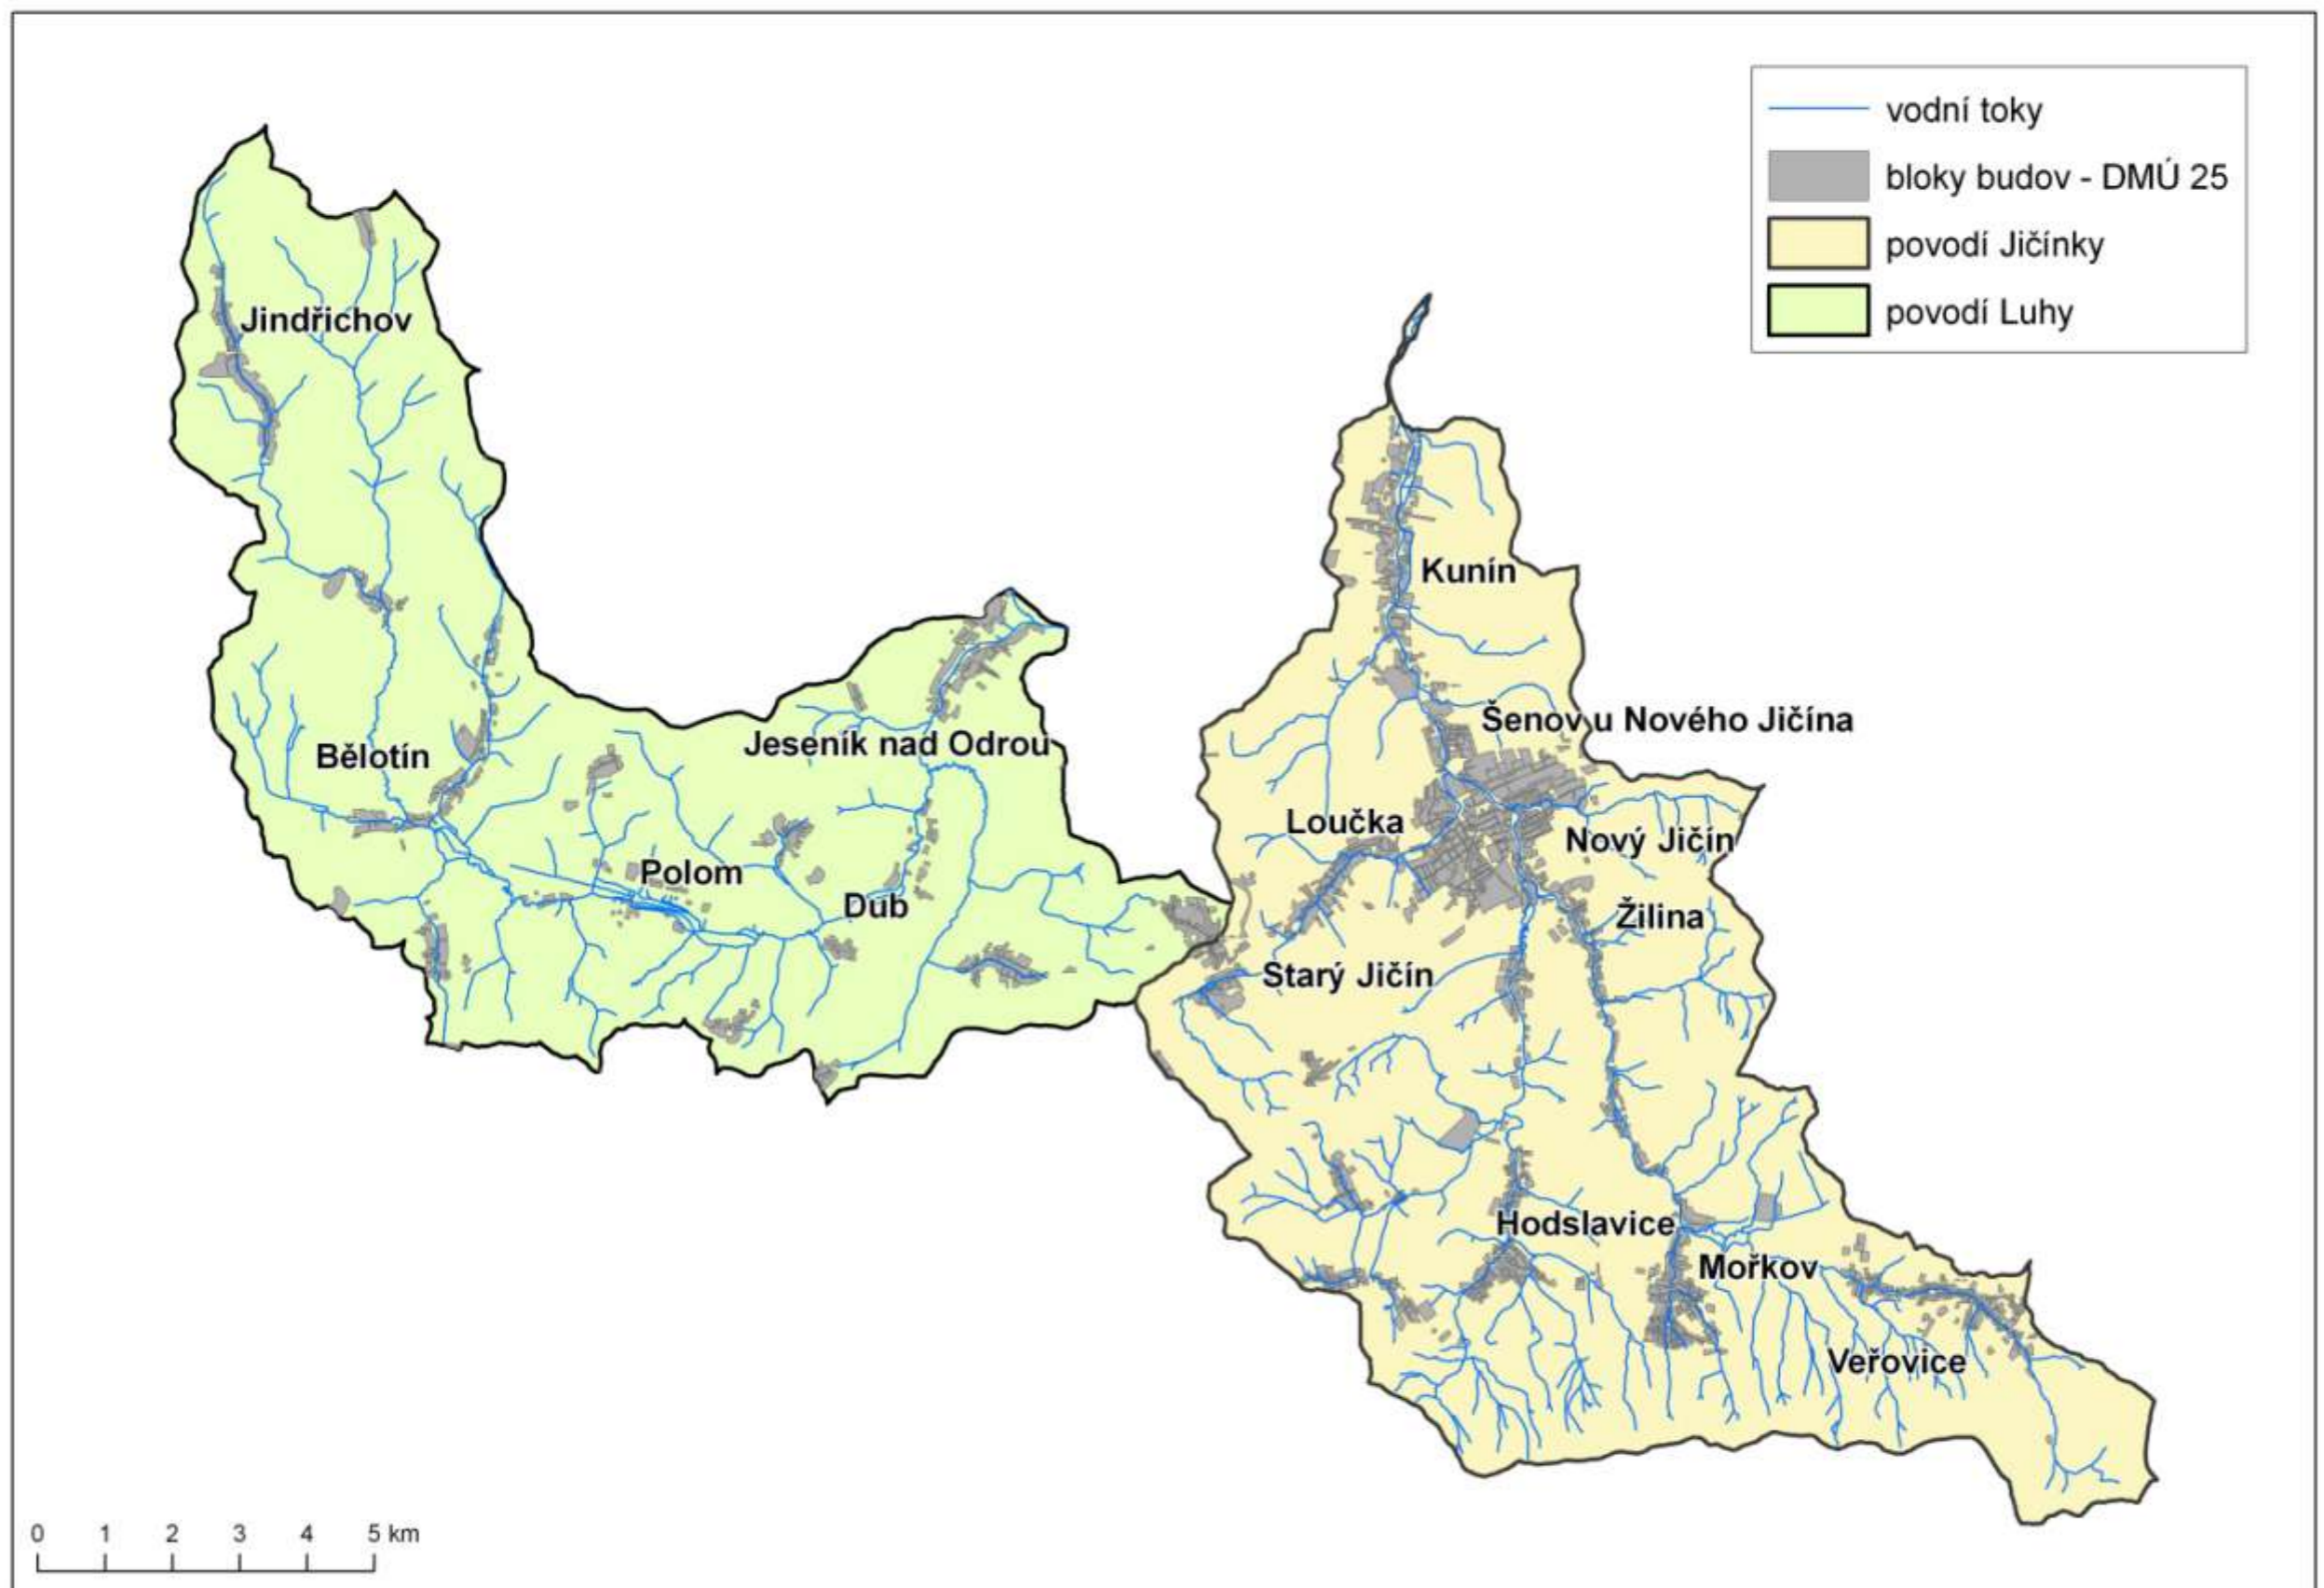 vodní toky
bloky budov - DMÚ 25
povodí Jičínky
povodí Luhy
Jindřichov
Kunín
Šenov u Nového Jičína
Jeseník nad Odrou
Bělotín
Loučka
Nový Jičín
Polom
Dub
Žilina
Starý Jičín
Hodslavice
Mořkov
Veřovice
0 1 2 3 4 5 km